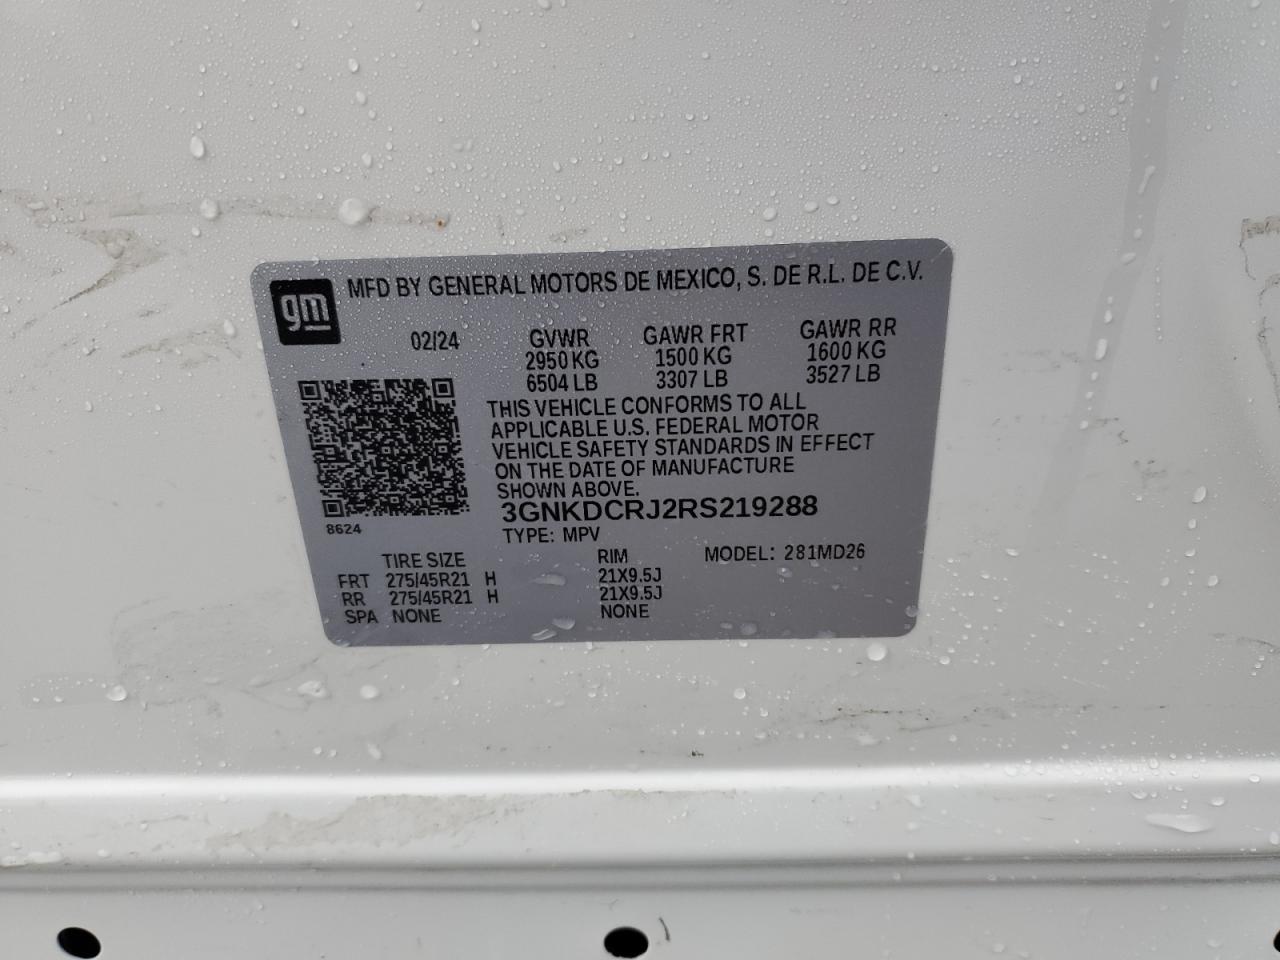 gm
MFD BY GENERAL MOTORS DE MEXICO, S. DE R.L. DE C.V.
02/24 GVWR GAWR FRT GAWR RR
2950 KG 1500 KG 1600 KG
6504 LB 3307 LB 3527 LB
THIS VEHICLE CONFORMS TO ALL
APPLICABLE U.S. FEDERAL MOTOR
VEHICLE SAFETY STANDARDS IN EFFECT
ON THE DATE OF MANUFACTURE
SHOWN ABOVE.
3GNKDCRJ2RS219288
8624
TYPE: MPV
TIRE SIZE RIM MODEL: 281MD26
FRT 275/45R21 H 21X9.5J
RR 275/45R21 H 21X9.5J
SPA NONE NONE